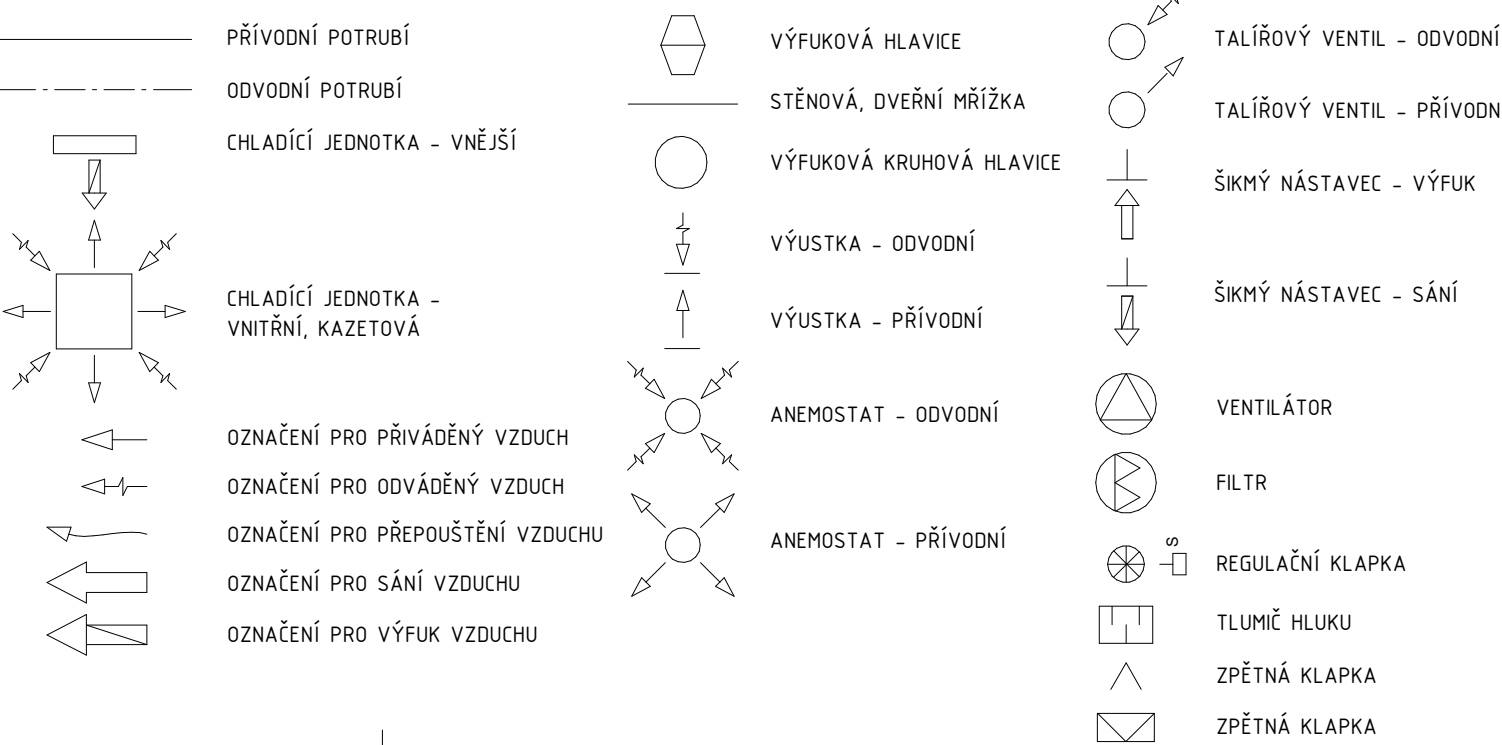 PŘÍVODNÍ POTRUBÍ
ODVODNÍ POTRUBÍ
CHLADÍCÍ JEDNOTKA - VNĚJŠÍ
CHLADÍCÍ JEDNOTKA -
VNITŘNÍ, KAZETOVÁ
OZNAČENÍ PRO PŘIVÁDĚNÝ VZDUCH
OZNAČENÍ PRO ODVÁDĚNÝ VZDUCH
OZNAČENÍ PRO PŘEPOUŠTĚNÍ VZDUCHU
OZNAČENÍ PRO SÁNÍ VZDUCHU
OZNAČENÍ PRO VÝFUK VZDUCHU
VÝFUKOVÁ HLAVICE
STĚNOVÁ, DVEŘNÍ MŘÍŽKA
VÝFUKOVÁ KRUHOVÁ HLAVICE
VÝUSTKA - ODVODNÍ
VÝUSTKA - PŘÍVODNÍ
ANEMOSTAT - ODVODNÍ
ANEMOSTAT - PŘÍVODNÍ
TALÍŘOVÝ VENTIL - ODVODNÍ
TALÍŘOVÝ VENTIL - PŘÍVODN
ŠIKMÝ NÁSTAVEC - VÝFUK
ŠIKMÝ NÁSTAVEC - SÁNÍ
VENTILÁTOR
FILTR
S
REGULAČNÍ KLAPKA
TLUMIČ HLUKU
ZPĚTNÁ KLAPKA
ZPĚTNÁ KLAPKA